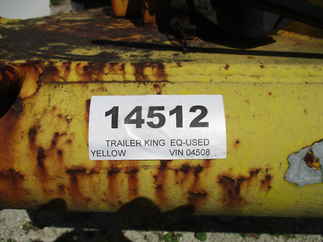 14512
TRAILER KING EQ-USED
YELLOW VIN 04508